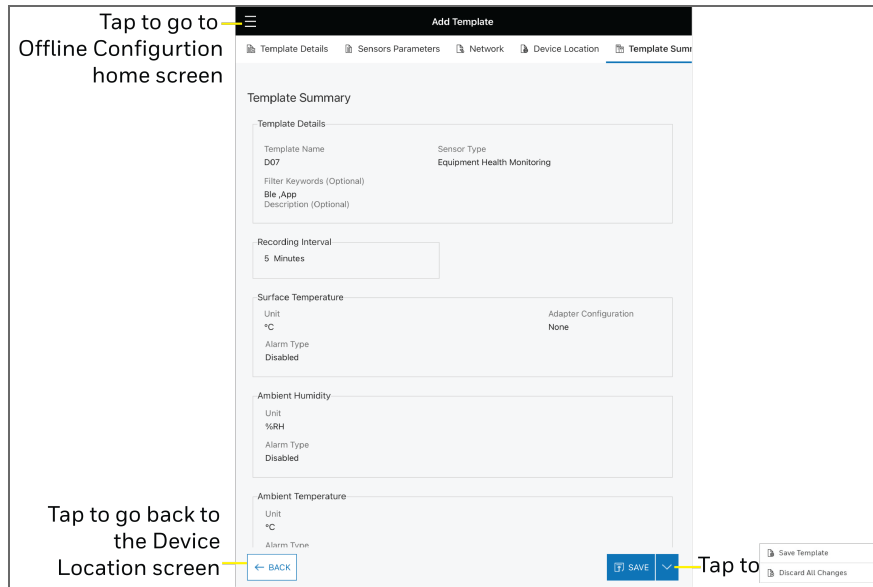 Tap to go to
Offline Configurtion
home screen
Add Template
Template Details Sensors Parameters Network Device Location Template Summ
Template Summary
Template Details
Template Name Sensor Type
D07 Equipment Health Monitoring
Filter Keywords (Optional)
Ble ,App
Description (Optional)
Recording Interval
5 Minutes
Surface Temperature
Unit Adapter Configuration
°C None
Alarm Type
Disabled
Ambient Humidity
Unit
%RH
Alarm Type
Disabled
Ambient Temperature
Unit
°C
Alarm Type
Tap to go back to
the Device
Location screen
BACK SAVE Tap to
Save Template
Discard All Changes